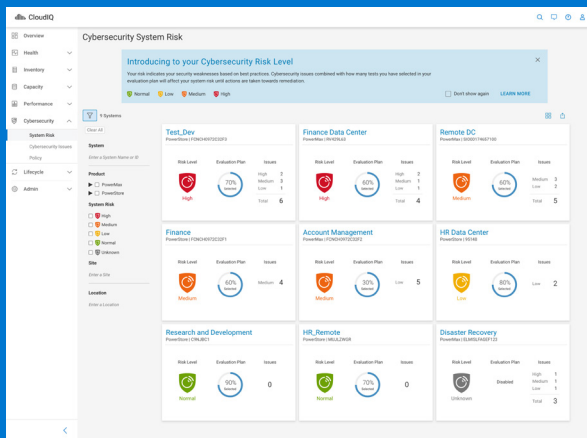 CloudIQ
Overview
Health
Inventory
Capacity
Performance
Cybersecurity
System Risk
Cybersecurity Issues
Policy
Lifecycle
Admin
Cybersecurity System Risk
Introducing to your Cybersecurity Risk Level
Your risk indicates your security weaknesses based on best practices. Cybersecurity issues combined with how many tests you have selected in your
evaluation plan will affect your system risk until actions are taken towards remediation.
Normal Low Medium High
Don't show again LEARN MORE
9 Systems
Clear All
System
Enter a System Name or ID
Product
PowerMax
PowerStore
System Risk
High
Medium
Low
Normal
Unknown
Site
Enter a Site
Location
Enter a Location
Test_Dev
PowerStore |
Risk Level Evaluation Plan Issues
High
70%
Selected
High 2
Medium 3
Low 1
Total 6
Finance Data Center
PowerMax |
Risk Level Evaluation Plan Issues
High
60%
Selected
High 2
Medium 1
Low 1
Total 4
Remote DC
PowerMax |
Risk Level Evaluation Plan Issues
Medium
60%
Selected
Medium 3
Low
Total
Finance
PowerStore |
Risk Level Evaluation Plan Issues
Medium
60%
Selected
Medium 4
Account Management
PowerMax |
Risk Level Evaluation Plan Issues
Medium
30%
Selected
Low 5
HR Data Center
PowerStore |
Risk Level Evaluation Plan Issues
Low
80%
Selected
Low 2
Research and Development
PowerStore |
Risk Level Evaluation Plan Issues
Normal
90%
Selected
0
HR_Remote
PowerStore |
Risk Level Evaluation Plan Issues
Normal
70%
Selected
0
Disaster Recovery
PowerMax |
Risk Level Evaluation Plan Issues
Unknown
Disabled
High 1
Medium 1
Low 1
Total 3